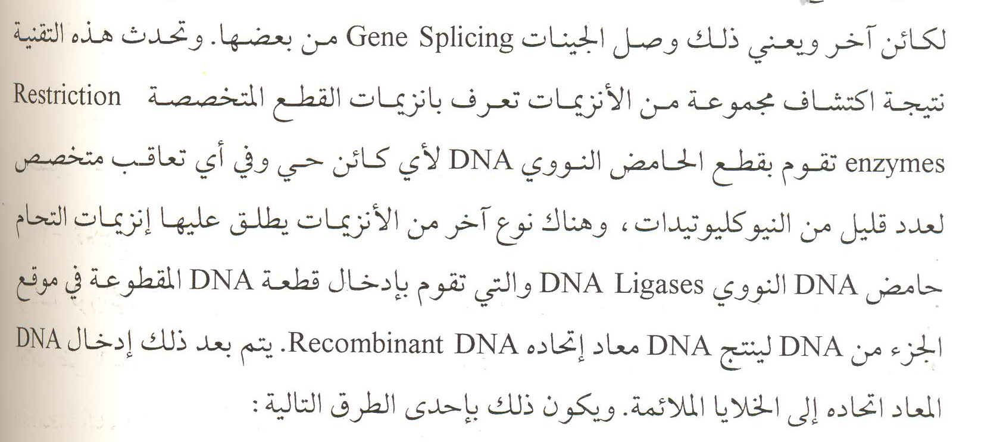 لكائن آخر ويعني ذلك وصل الجينات Gene Splicing من بعضها. وتحدث هذه التقنية
نتيجة اكتشاف مجموعة من الأنزيمات تعرف بانزيمات القطع المتخصصة Restriction
enzymes تقوم بقطع الحامض النووي DNA لأي كائن حي وفي أي تعاقب متخصص
لعدد قليل من النيوكليوتيدات، وهناك نوع آخر من الأنزيمات يطلق عليها إنزيمات التحام
حامض DNA النووي DNA Ligases والتي تقوم بإدخال قطعة DNA المقطوعة في موقع
الجزء من DNA لينتج DNA معاد إتحاده Recombinant DNA. يتم بعد ذلك إدخال DNA
المعاد اتحاده إلى الخلايا الملائمة. ويكون ذلك بإحدى الطرق التالية: